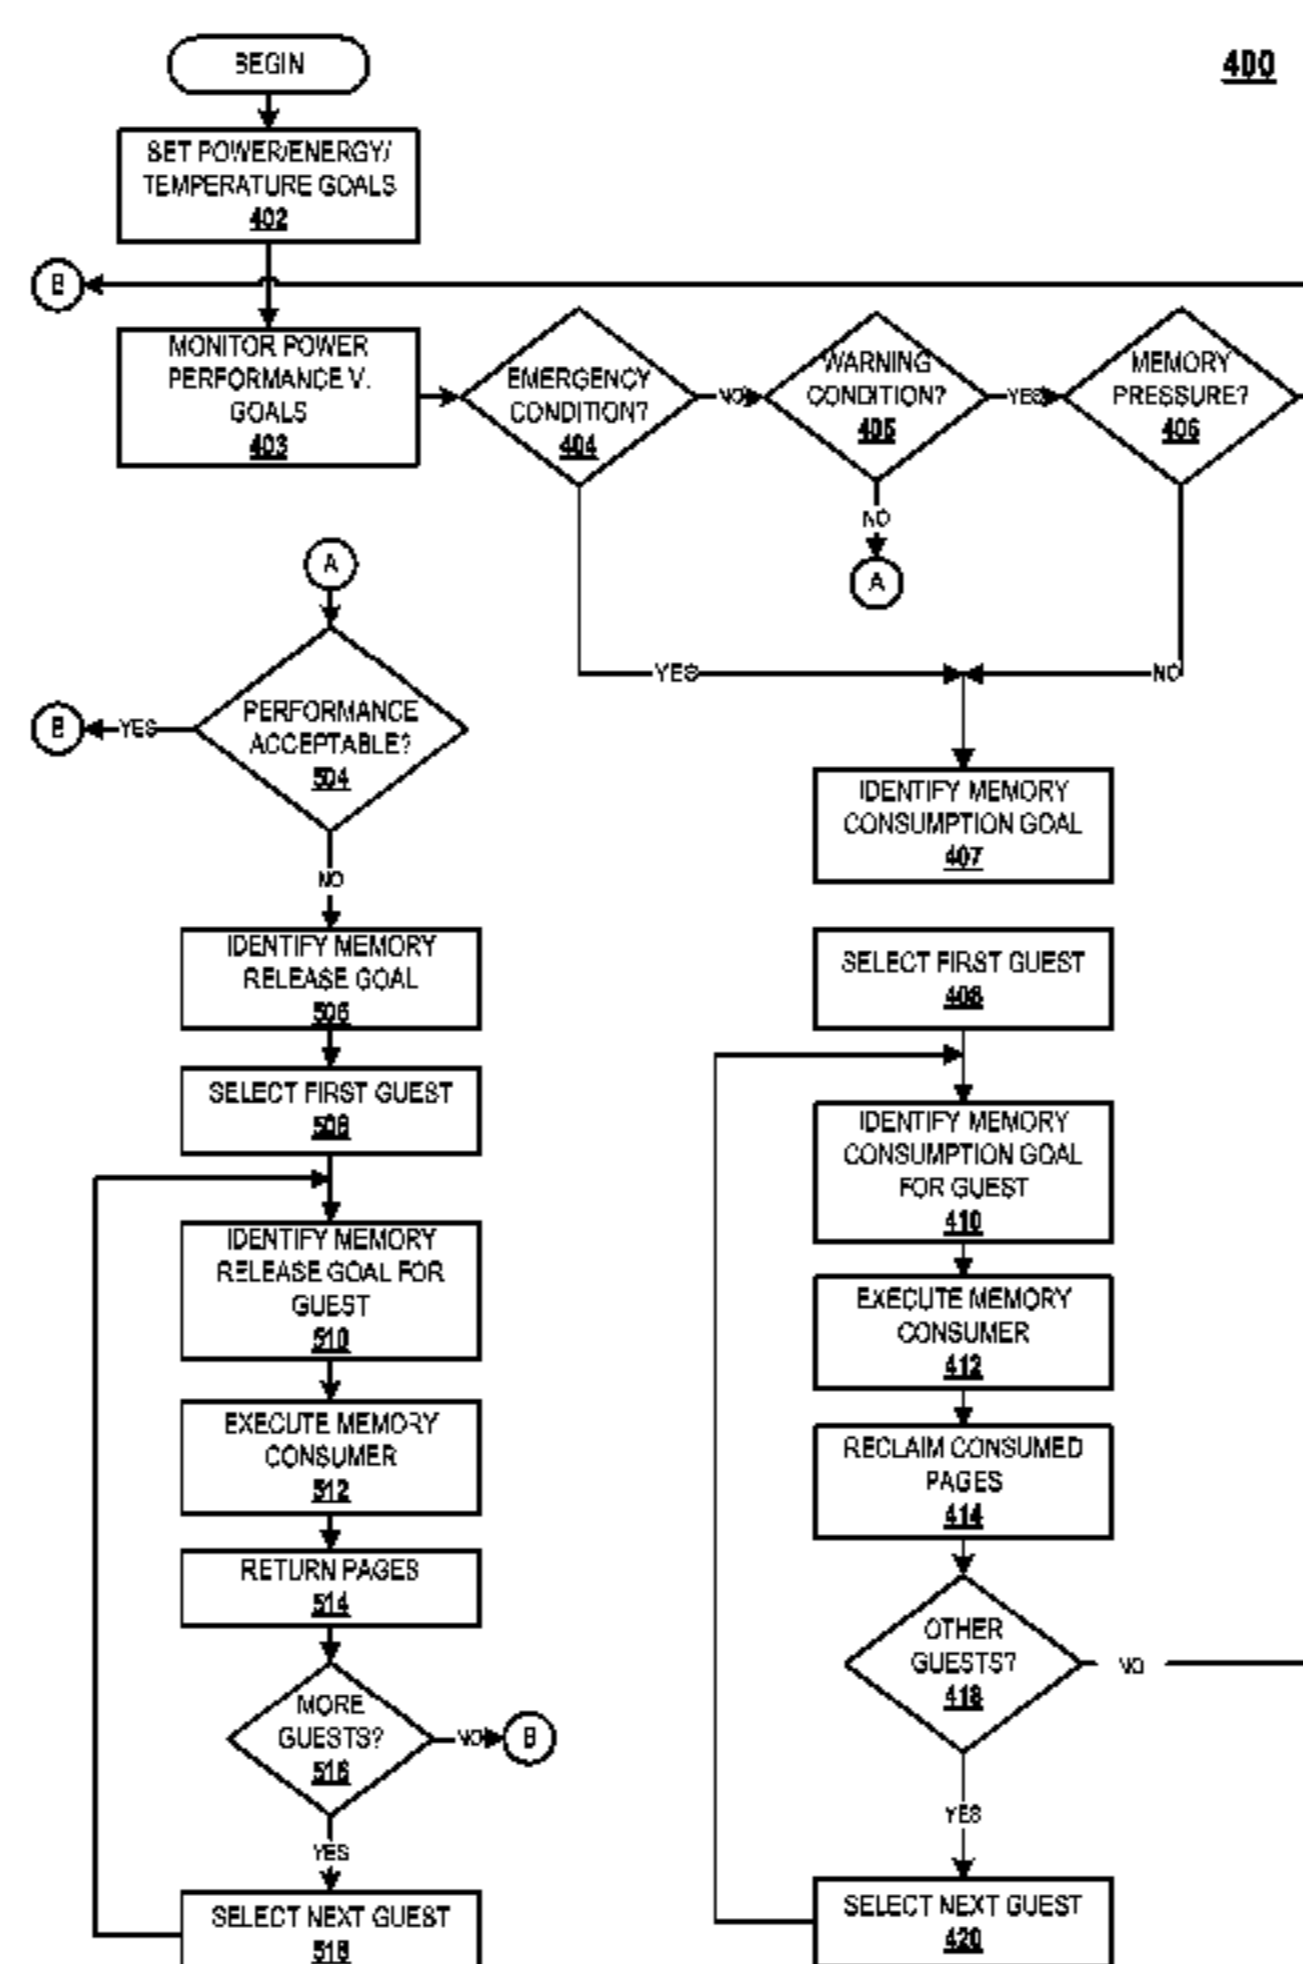 BEGIN
400
SET POWER/ENERGY/
TEMPERATURE GOALS
402
B
MONITOR POWER
PERFORMANCE V.
GOALS
403
EMERGENCY
CONDITION?
404
NO
WARNING
CONDITION?
405
YES
MEMORY
PRESSURE?
406
NO
A
YES
NO
A
PERFORMANCE
ACCEPTABLE?
504
YES
B
NO
IDENTIFY MEMORY
RELEASE GOAL
506
SELECT FIRST GUEST
508
IDENTIFY MEMORY
RELEASE GOAL FOR
GUEST
510
EXECUTE MEMORY
CONSUMER
512
RETURN PAGES
514
MORE
GUESTS?
516
NO
B
YES
SELECT NEXT GUEST
518
IDENTIFY MEMORY
CONSUMPTION GOAL
407
SELECT FIRST GUEST
408
IDENTIFY MEMORY
CONSUMPTION GOAL
FOR GUEST
410
EXECUTE MEMORY
CONSUMER
412
RECLAIM CONSUMED
PAGES
414
OTHER
GUESTS?
418
NO
YES
SELECT NEXT GUEST
420